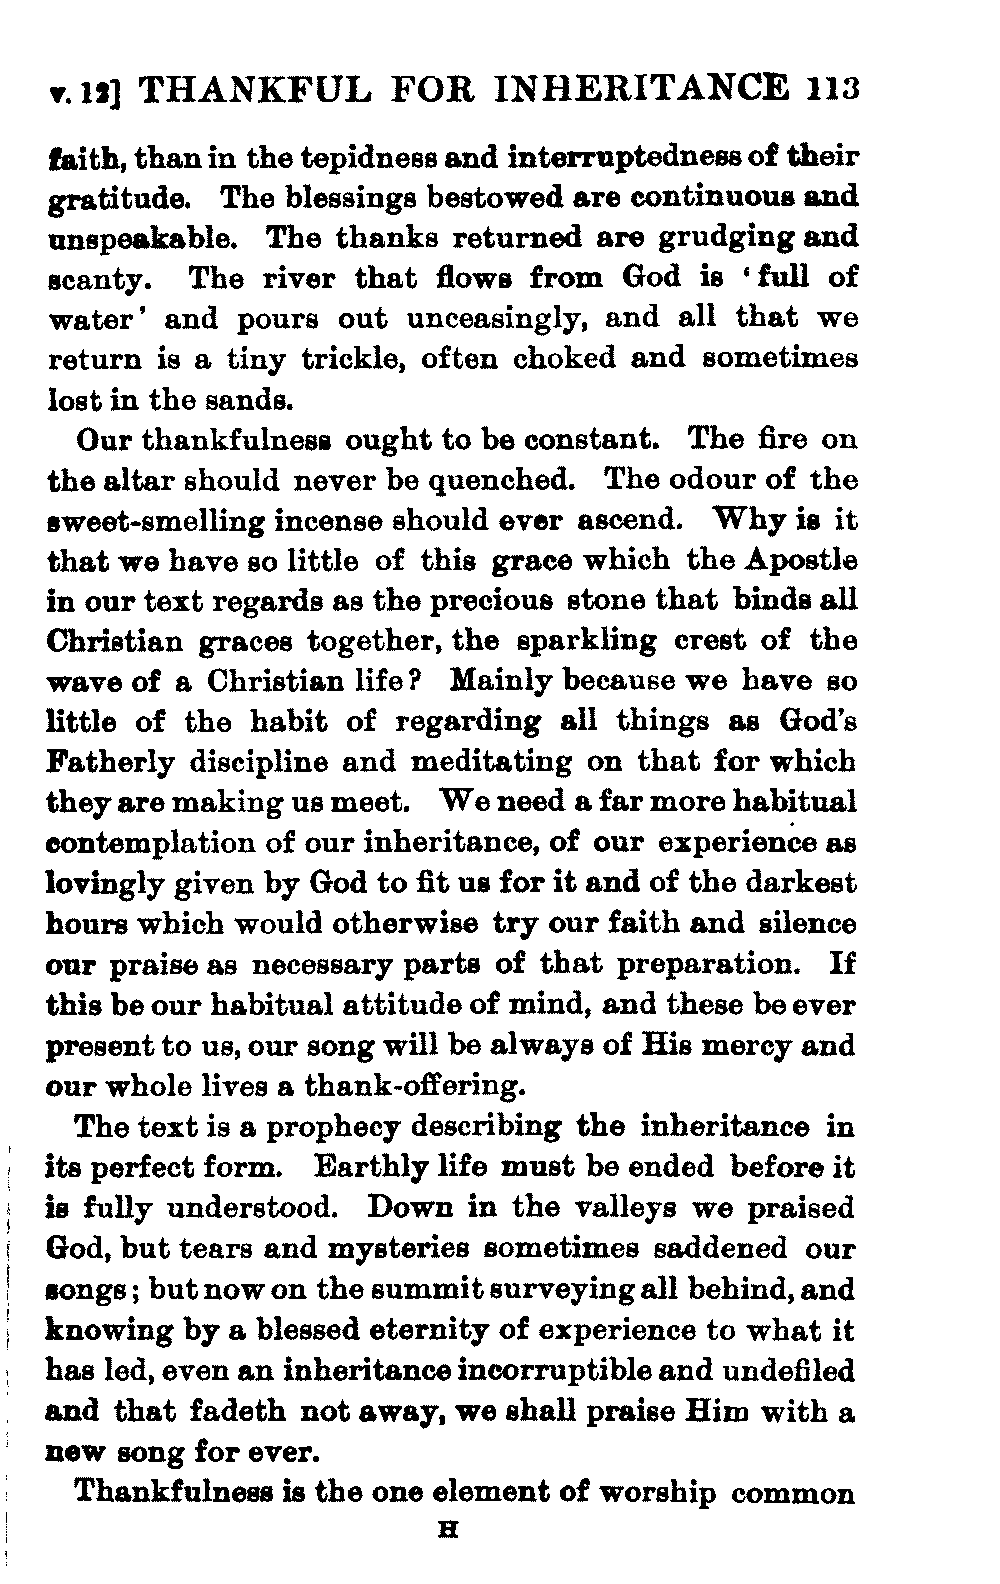 v. 12] THANKFUL FOR INHERITANCE 113
faith, than in the tepidness and interruptedness of their
gratitude. The blessings bestowed are continuous and
unspeakable. The thanks returned are grudging and
scanty. The river that flows from God is ‘full of
water’ and pours out unceasingly, and all that we
return is a tiny trickle, often choked and sometimes
lost in the sands.
Our thankfulness ought to be constant. The fire on
the altar should never be quenched. The odour of the
sweet-smelling incense should ever ascend. Why is it
that we have so little of this grace which the Apostle
in our text regards as the precious stone that binds all
Christian graces together, the sparkling crest of the
wave of a Christian life? Mainly because we have so
little of the habit of regarding all things as God's
Fatherly discipline and meditating on that for which
they are making us meet. We need a far more habitual
contemplation of our inheritance, of our experience as
lovingly given by God to fit us for it and of the darkest
hours which would otherwise try our faith and silence
our praise as necessary parts of that preparation. If
this be our habitual attitude of mind, and these be ever
present to us, our song will be always of His mercy and
our whole lives a thank-offering.
The text is a prophecy describing the inheritance in
its perfect form. Earthly life must be ended before it
is fully understood. Down in the valleys we praised
God, but tears and mysteries sometimes saddened our
songs; but now on the summit surveying all behind, and
knowing by a blessed eternity of experience to what it
has led, even an inheritance incorruptible and undefiled
and that fadeth not away, we shall praise Him with a
new song for ever.
Thankfulness is the one element of worship common
H